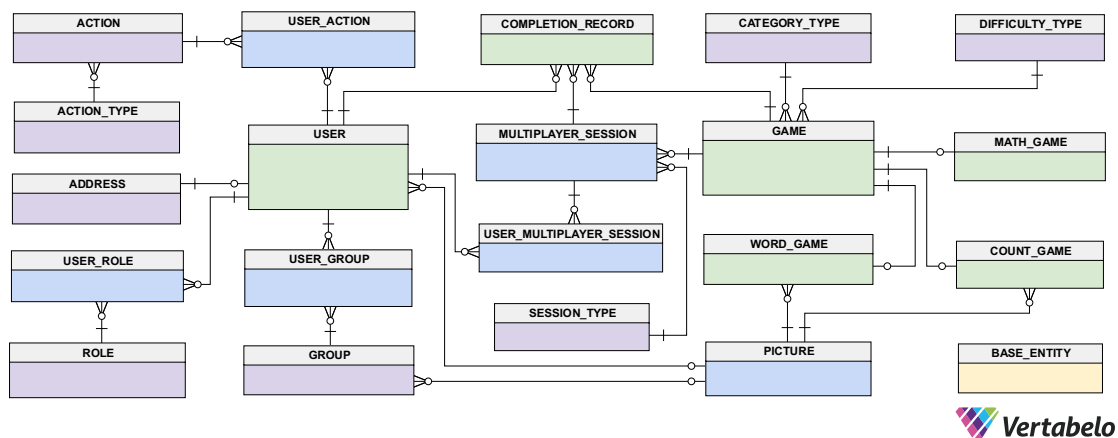 ACTION
USER_ACTION
COMPLETION_RECORD
CATEGORY_TYPE
DIFFICULTY_TYPE
ACTION_TYPE
USER
MULTIPLAYER_SESSION
GAME
MATH_GAME
ADDRESS
USER_MULTIPLAYER_SESSION
WORD_GAME
COUNT_GAME
USER_ROLE
USER_GROUP
SESSION_TYPE
ROLE
GROUP
PICTURE
BASE_ENTITY
Vertabelo